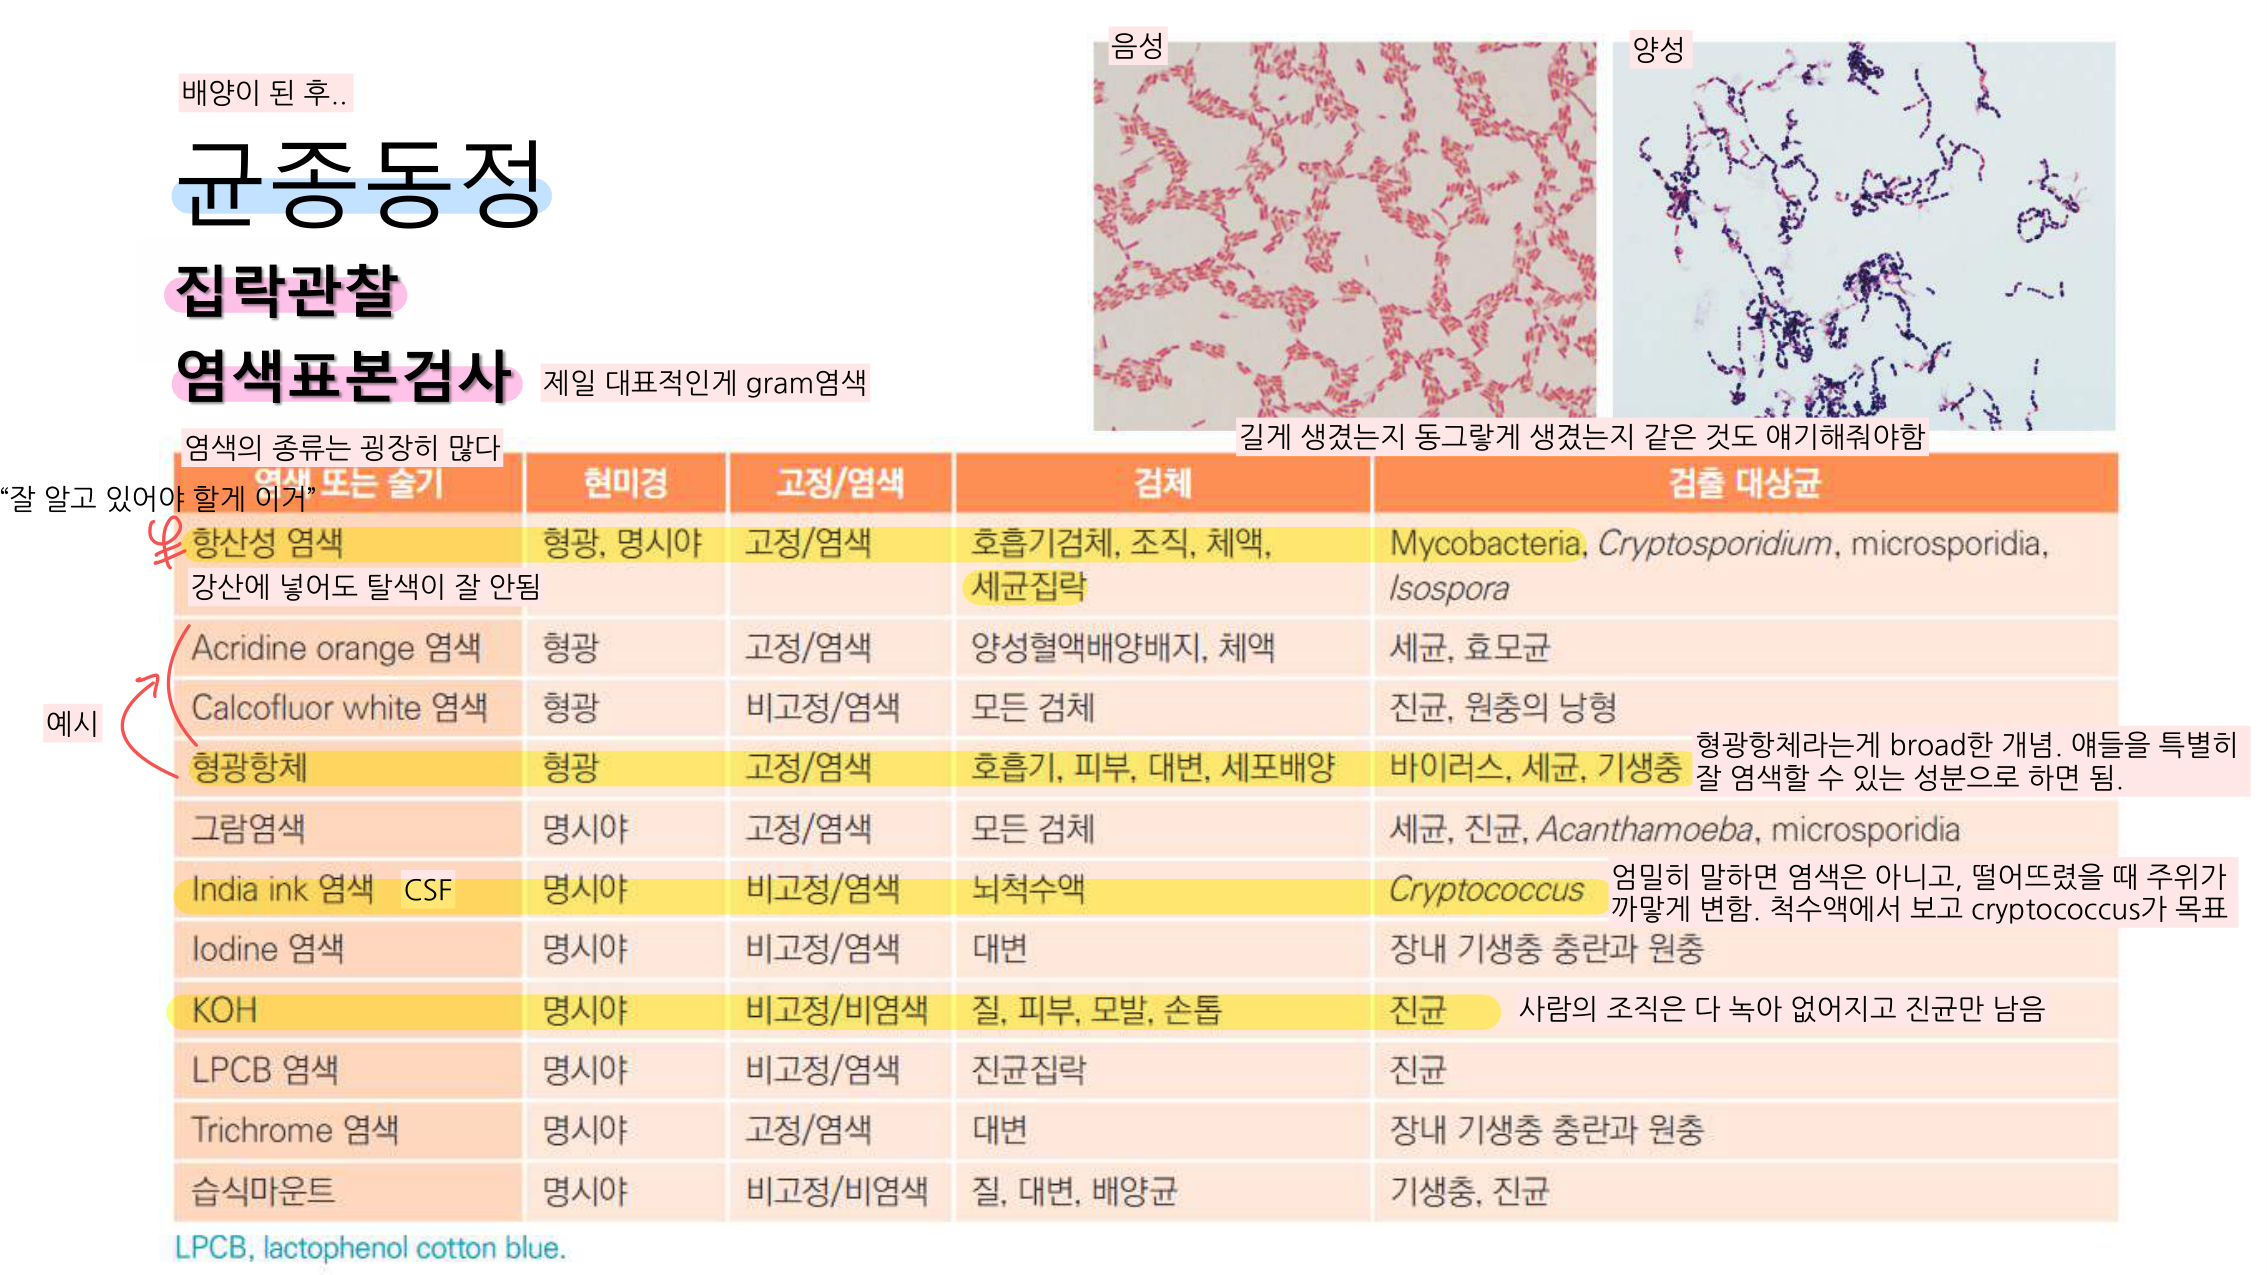 음성
양성
배양이 된 후..
균종동정
집락관찰
염색표본검사
제일 대표적인게 gram염색
길게 생겼는지 동그랗게 생겼는지 같은 것도 얘기해줘야함
염색의 종류는 굉장히 많다
염색 또는 술기 현미경 고정/염색 검체 검출 대상균
“잘 알고 있어야 할게 이거”
항산성 염색 형광, 명시야 고정/염색 호흡기검체, 조직, 체액, Mycobacteria, Cryptosporidium, microsporidia,
강산에 넣어도 탈색이 잘 안됨 세균집락 Isospora
Acridine orange 염색 형광 고정/염색 양성혈액배양배지, 체액 세균, 효모균
Calcofluor white 염색 형광 비고정/염색 모든 검체 진균, 원충의 낭형
예시
형광항체 형광 고정/염색 호흡기, 피부, 대변, 세포배양 바이러스, 세균, 기생충
형광항체라는게 broad한 개념. 얘들을 특별히
잘 염색할 수 있는 성분으로 하면 됨.
그람염색 명시야 고정/염색 모든 검체 세균, 진균, Acanthamoeba, microsporidia
India ink 염색 CSF 명시야 비고정/염색 뇌척수액 Cryptococcus
엄밀히 말하면 염색은 아니고, 떨어뜨렸을 때 주위가
까맣게 변함. 척수액에서 보고 cryptococcus가 목표
Iodine 염색 명시야 비고정/염색 대변 장내 기생충 충란과 원충
KOH 명시야 비고정/비염색 질, 피부, 모발, 손톱 진균 사람의 조직은 다 녹아 없어지고 진균만 남음
LPCB 염색 명시야 비고정/염색 진균집락 진균
Trichrome 염색 명시야 고정/염색 대변 장내 기생충 충란과 원충
습식마운트 명시야 비고정/비염색 질, 대변, 배양균 기생충, 진균
LPCB, lactophenol cotton blue.